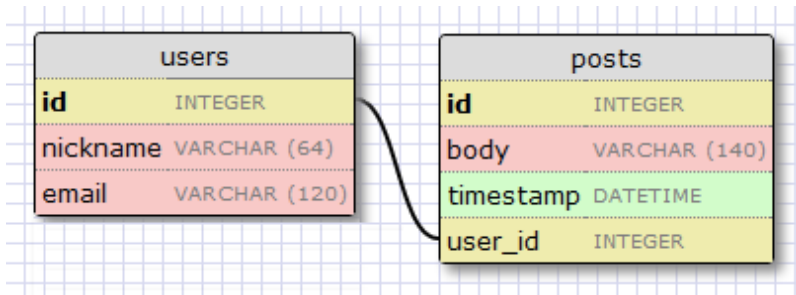 users
id INTEGER
nickname VARCHAR (64)
email VARCHAR (120)
posts
id INTEGER
body VARCHAR (140)
timestamp DATETIME
user_id INTEGER